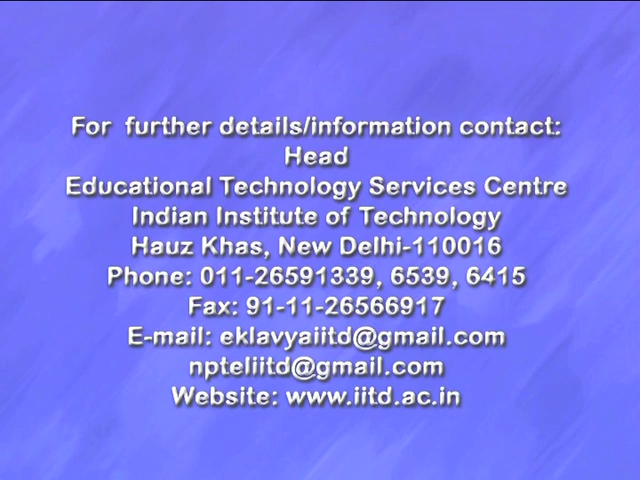 For  further details/information contact:
Head
Educational Technology Services Centre
Indian Institute of Technology
Hauz Khas, New Delhi-110016
Phone: 011-26591339, 6539, 6415
Fax: 91-11-26566917
E-mail: eklavyaiitd@gmail.com
npteliitd@gmail.com
Website: www.iitd.ac.in